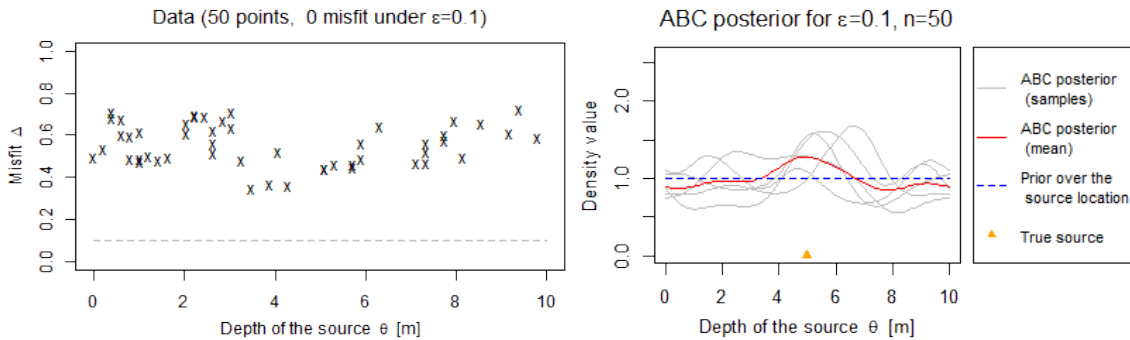 Data (50 points, 0 misfit under ε=0.1)
Misfit Δ
1.0
0.8
0.6
0.4
0.2
0.0
0 2 4 6 8 10
Depth of the source θ [m]
ABC posterior for ε=0.1, n=50
Density value
2.0
1.0
0.0
0 2 4 6 8 10
Depth of the source θ [m]
ABC posterior
(samples)
ABC posterior
(mean)
Prior over the
source location
True source